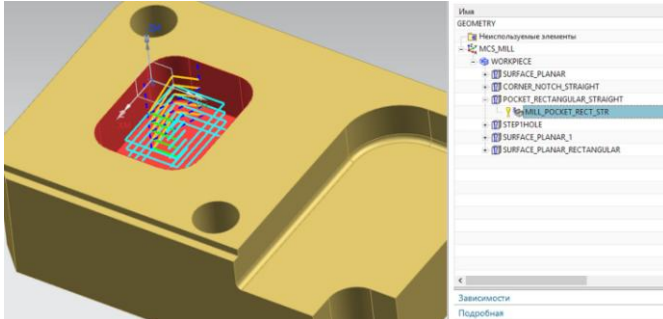 Имя
GEOMETRY
Неиспользуемые элементы
MCS_MILL
WORKPIECE
SURFACE_PLANAR
CORNER_NOTCH_STRAIGHT
POCKET_RECTANGULAR_STRAIGHT
MILL_POCKET_RECT_STR
STEP1HOLE
SURFACE_PLANAR_1
SURFACE_PLANAR_RECTANGULAR
Зависимости
Подробная